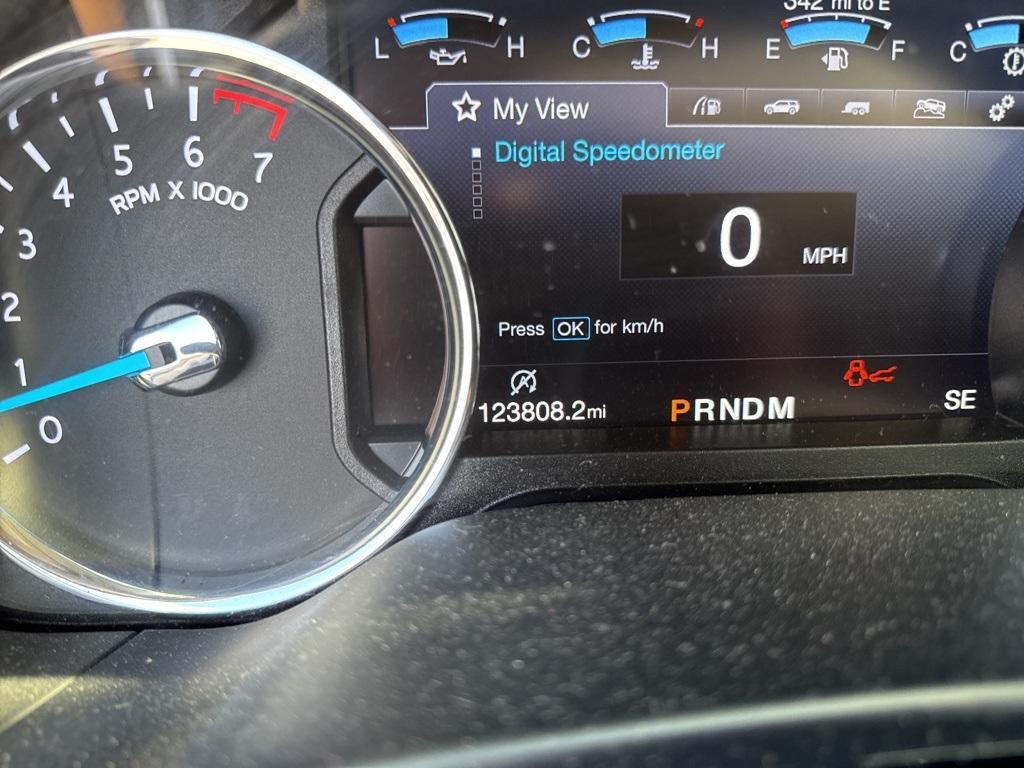 342 mi to E
L H
C H
E F
C
My View
Digital Speedometer
0 MPH
Press OK for km/h
123808.2mi
PRNDM
SE
0
1
2
3
4
5
6
7
RPM X 1000